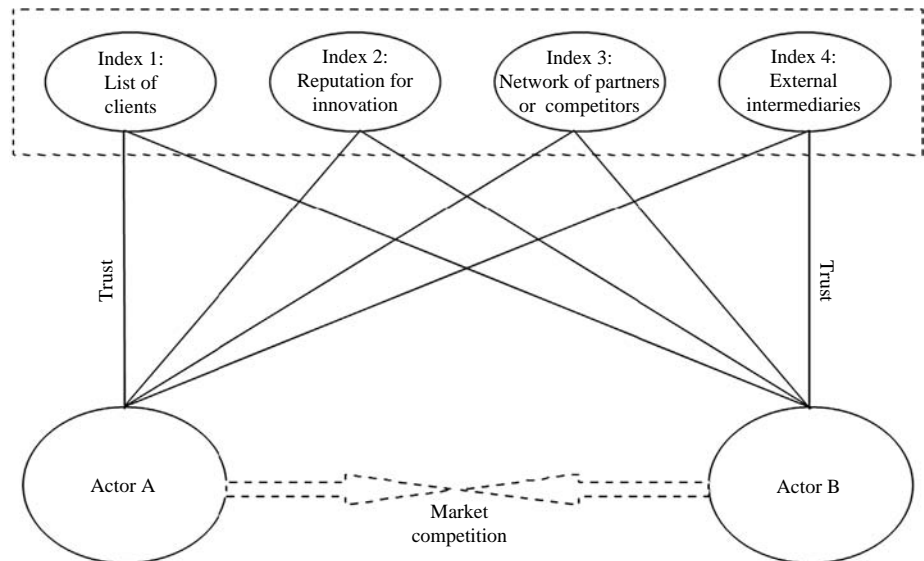 Index 1:
List of
clients
Index 2:
Reputation for
innovation
Index 3:
Network of partners
or competitors
Index 4:
External
intermediaries
Trust
Trust
Actor A
Actor B
Market
competition